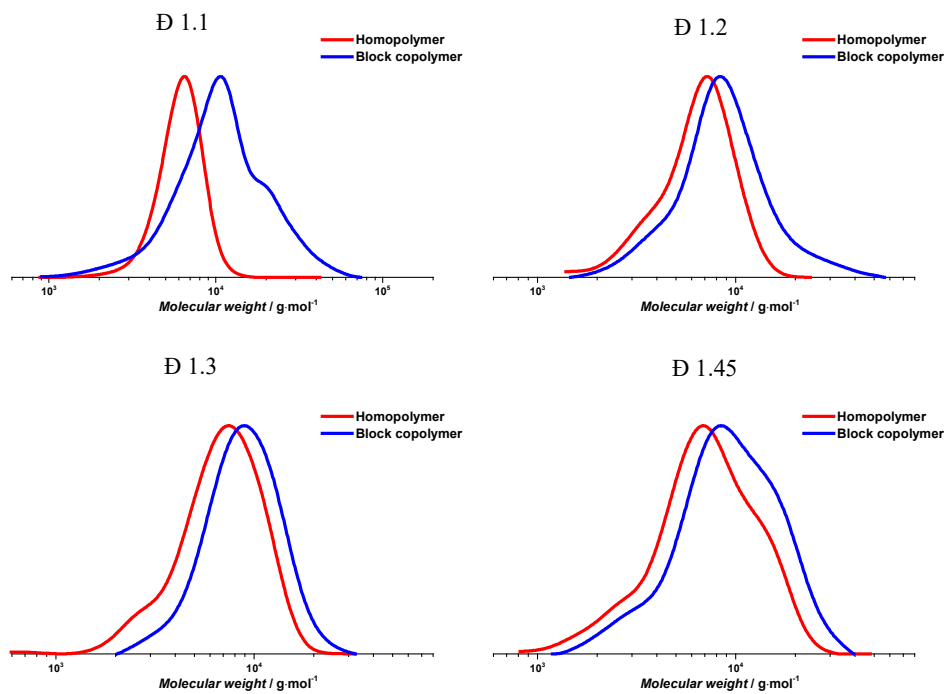 Đ 1.1
Homopolymer
Block copolymer
10³ 10⁴ 10⁵
Molecular weight / g·mol⁻¹
Đ 1.2
Homopolymer
Block copolymer
10³ 10⁴
Molecular weight / g·mol⁻¹
Đ 1.3
Homopolymer
Block copolymer
10³ 10⁴
Molecular weight / g·mol⁻¹
Đ 1.45
Homopolymer
Block copolymer
10³ 10⁴
Molecular weight / g·mol⁻¹